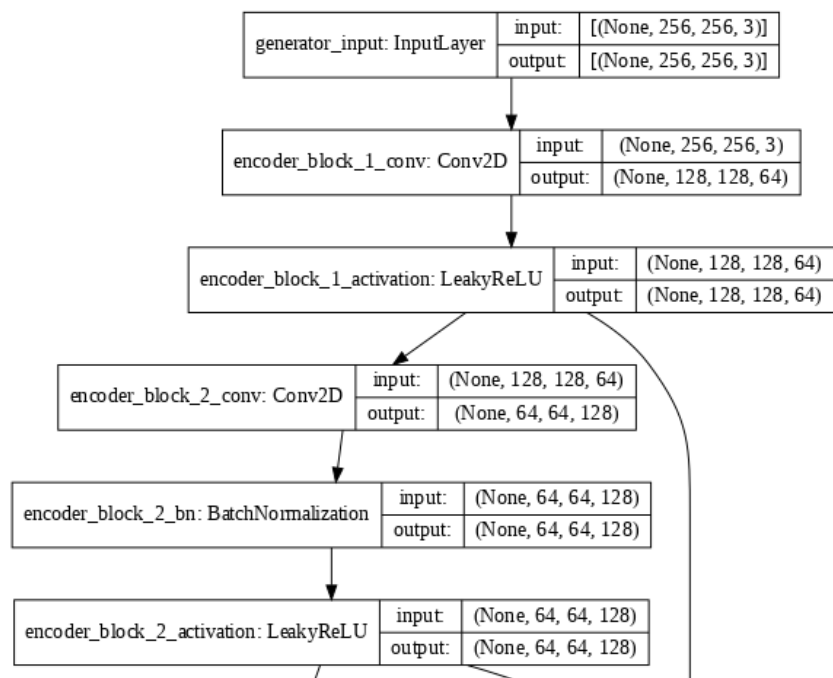 generator_input: InputLayer
input:
[(None, 256, 256, 3)]
output:
[(None, 256, 256, 3)]
encoder_block_1_conv: Conv2D
input:
(None, 256, 256, 3)
output:
(None, 128, 128, 64)
encoder_block_1_activation: LeakyReLU
input:
(None, 128, 128, 64)
output:
(None, 128, 128, 64)
encoder_block_2_conv: Conv2D
input:
(None, 128, 128, 64)
output:
(None, 64, 64, 128)
encoder_block_2_bn: BatchNormalization
input:
(None, 64, 64, 128)
output:
(None, 64, 64, 128)
encoder_block_2_activation: LeakyReLU
input:
(None, 64, 64, 128)
output:
(None, 64, 64, 128)